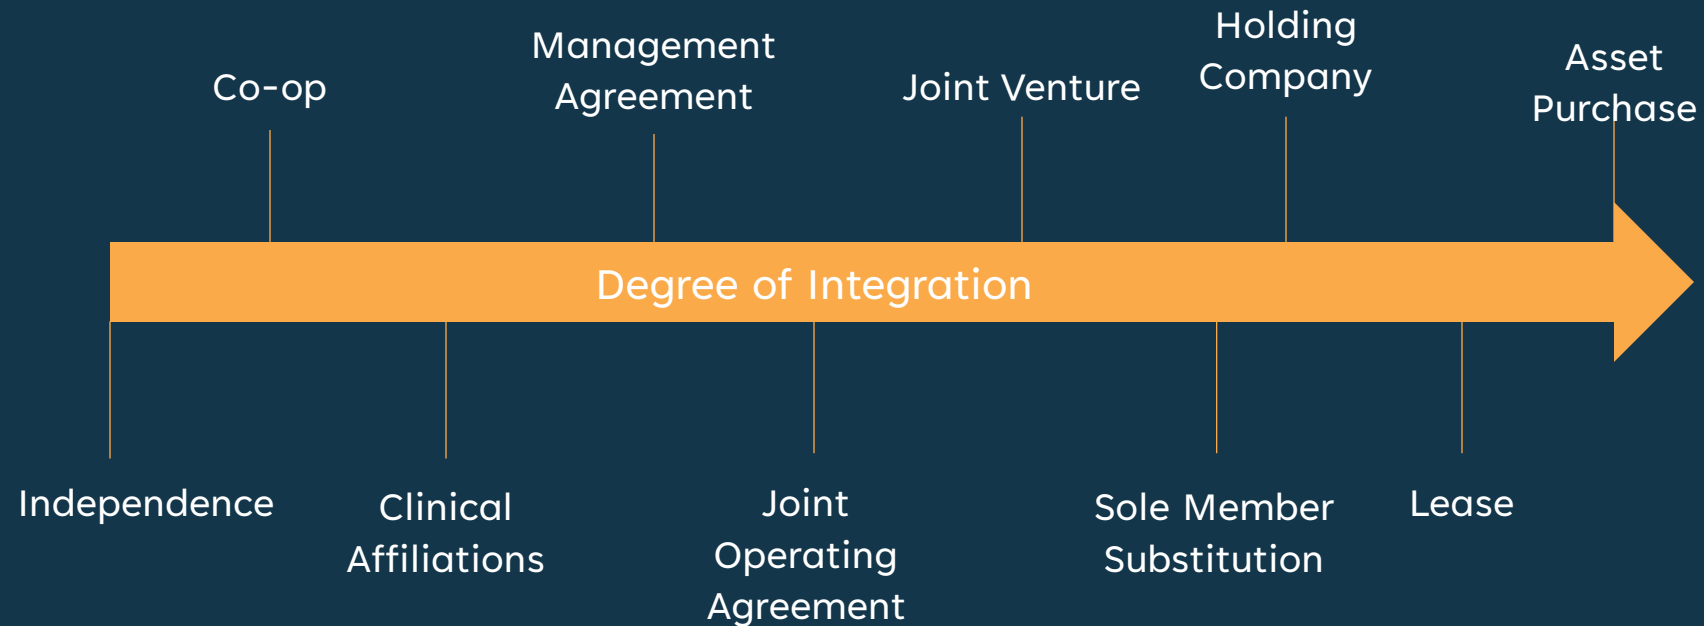 Co-op
Management
Agreement
Joint Venture
Holding
Company
Asset
Purchase
Degree of Integration
Independence
Clinical
Affiliations
Joint
Operating
Agreement
Sole Member
Substitution
Lease